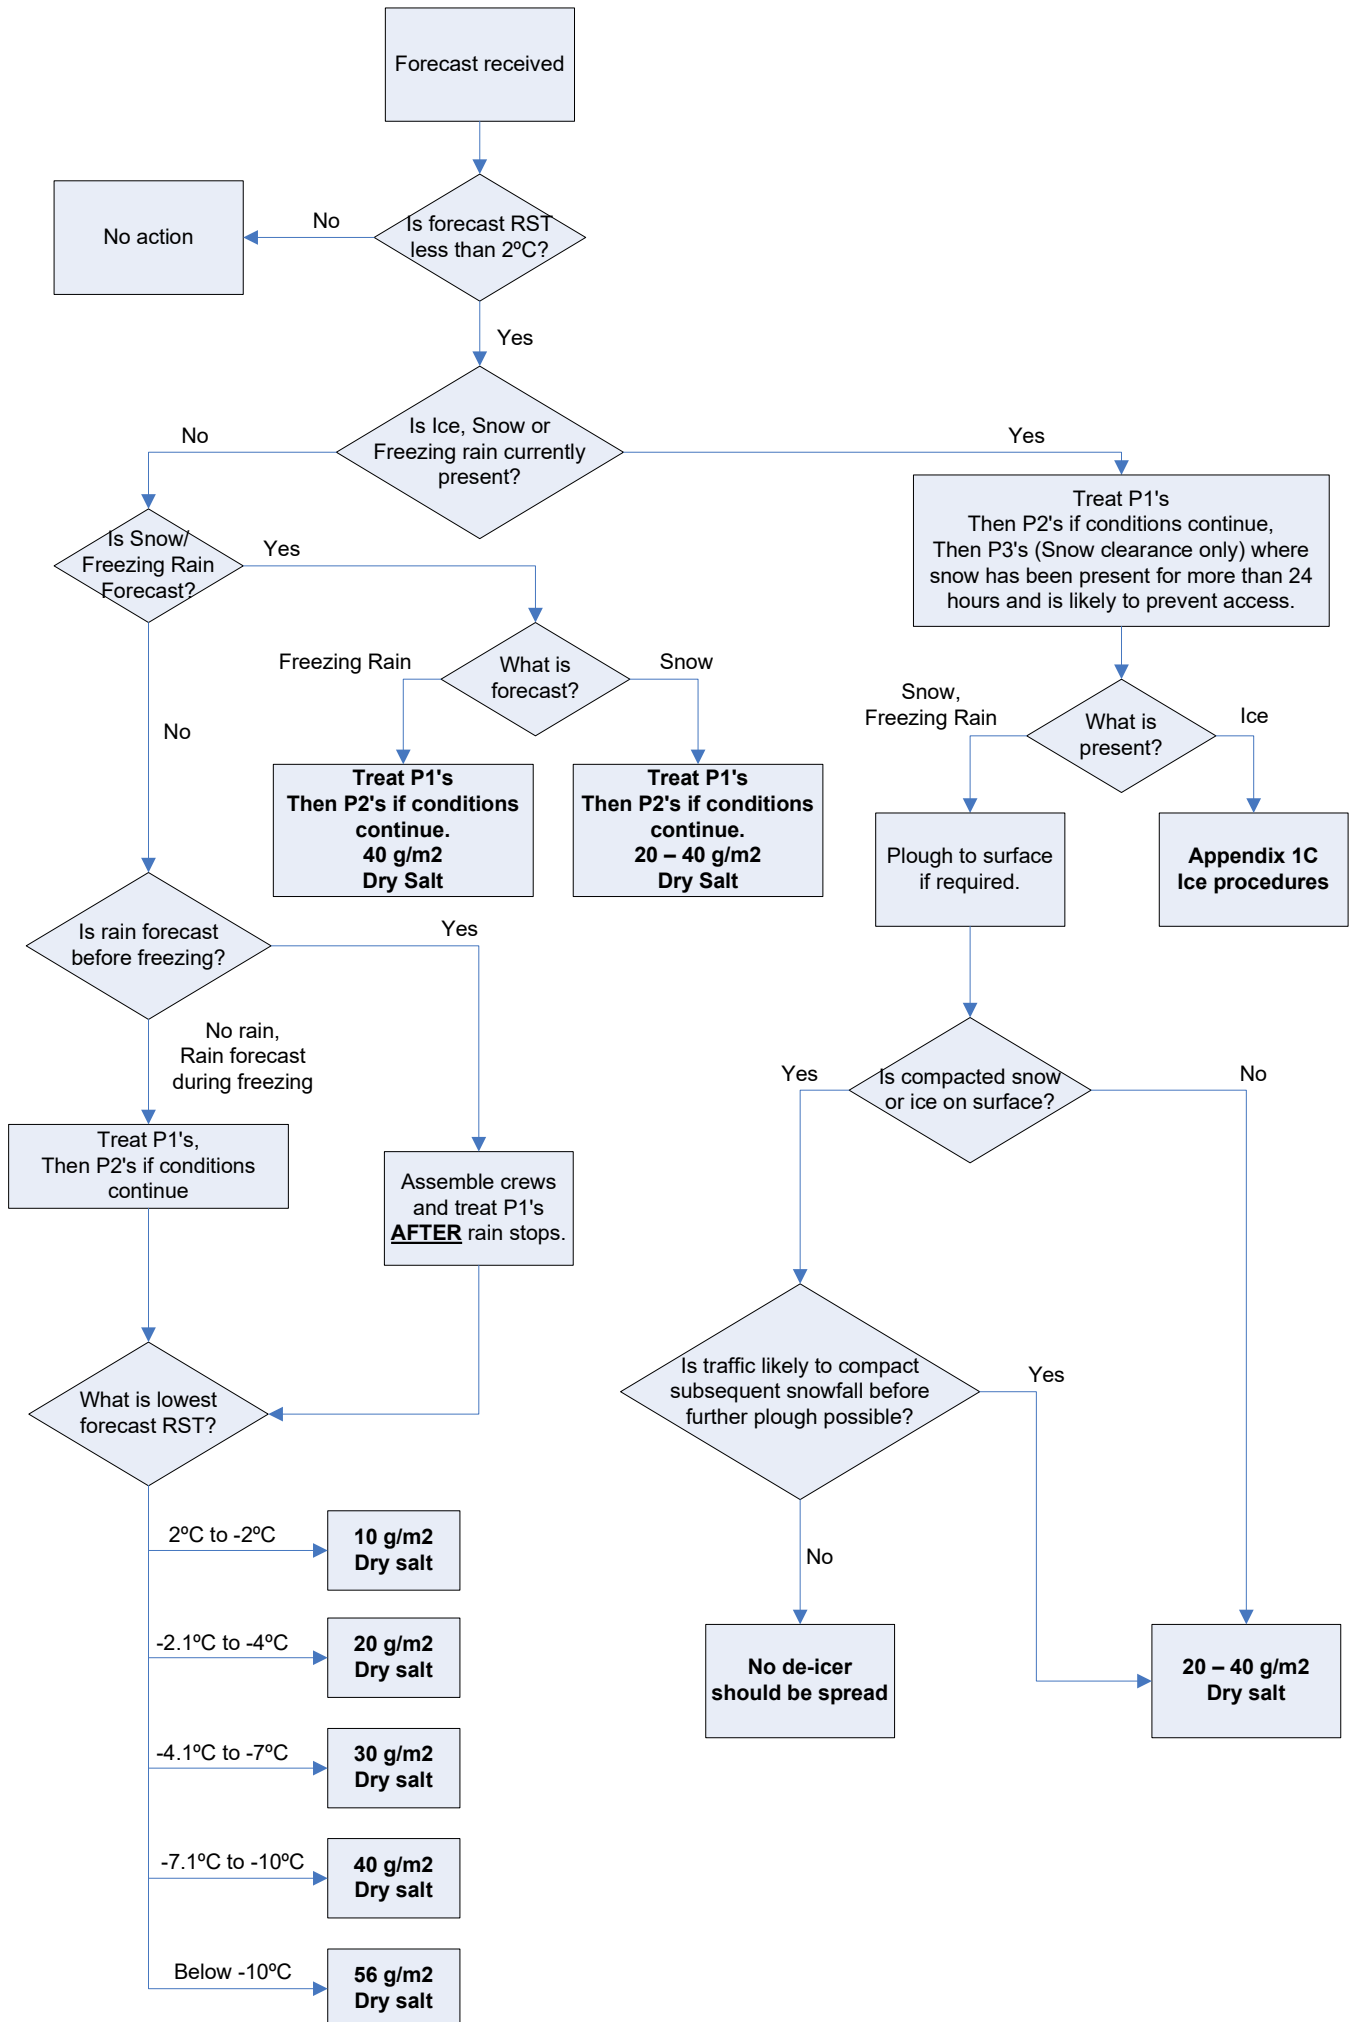 Forecast received
Is forecast RST
less than 2ºC?
No
No action
Yes
Is Ice, Snow or
Freezing rain currently
present?
No
Yes
Is Snow/
Freezing Rain
Forecast?
Yes
No
What is
forecast?
Freezing Rain
Snow
Treat P1's
Then P2's if conditions
continue.
40 g/m2
Dry Salt
Treat P1's
Then P2's if conditions
continue.
20 – 40 g/m2
Dry Salt
Treat P1's
Then P2's if conditions continue,
Then P3's (Snow clearance only) where
snow has been present for more than 24
hours and is likely to prevent access.
What is
present?
Snow,
Freezing Rain
Ice
Plough to surface
if required.
Appendix 1C
Ice procedures
Is rain forecast
before freezing?
Yes
No rain,
Rain forecast
during freezing
Treat P1's,
Then P2's if conditions
continue
Assemble crews
and treat P1's
AFTER rain stops.
Is compacted snow
or ice on surface?
Yes
No
Is traffic likely to compact
subsequent snowfall before
further plough possible?
Yes
No
What is lowest
forecast RST?
2ºC to -2ºC
10 g/m2
Dry salt
-2.1ºC to -4ºC
20 g/m2
Dry salt
-4.1ºC to -7ºC
30 g/m2
Dry salt
-7.1ºC to -10ºC
40 g/m2
Dry salt
Below -10ºC
56 g/m2
Dry salt
No de-icer
should be spread
20 – 40 g/m2
Dry salt